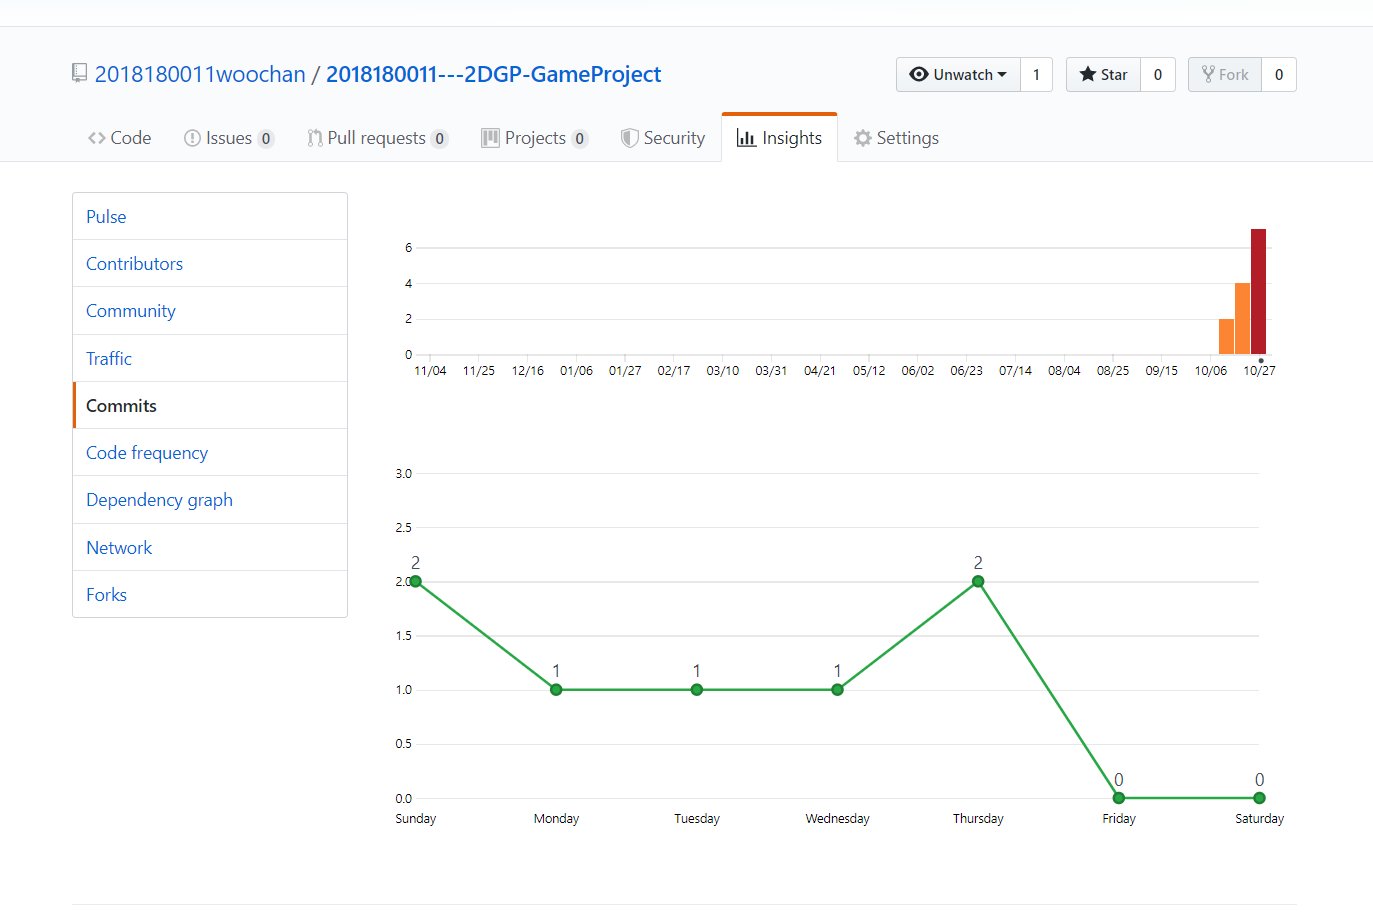 2018180011woochan / 2018180011---2DGP-GameProject
Unwatch 1
Star 0
Fork 0
Code
Issues 0
Pull requests 0
Projects 0
Security
Insights
Settings
Pulse
Contributors
Community
Traffic
Commits
Code frequency
Dependency graph
Network
Forks
6
4
2
0
11/04 11/25 12/16 01/06 01/27 02/17 03/10 03/31 04/21 05/12 06/02 06/23 07/14 08/04 08/25 09/15 10/06 10/27
3.0
2.5
2.0
1.5
1.0
0.5
0.0
2 1 1 1 2 0 0
Sunday Monday Tuesday Wednesday Thursday Friday Saturday